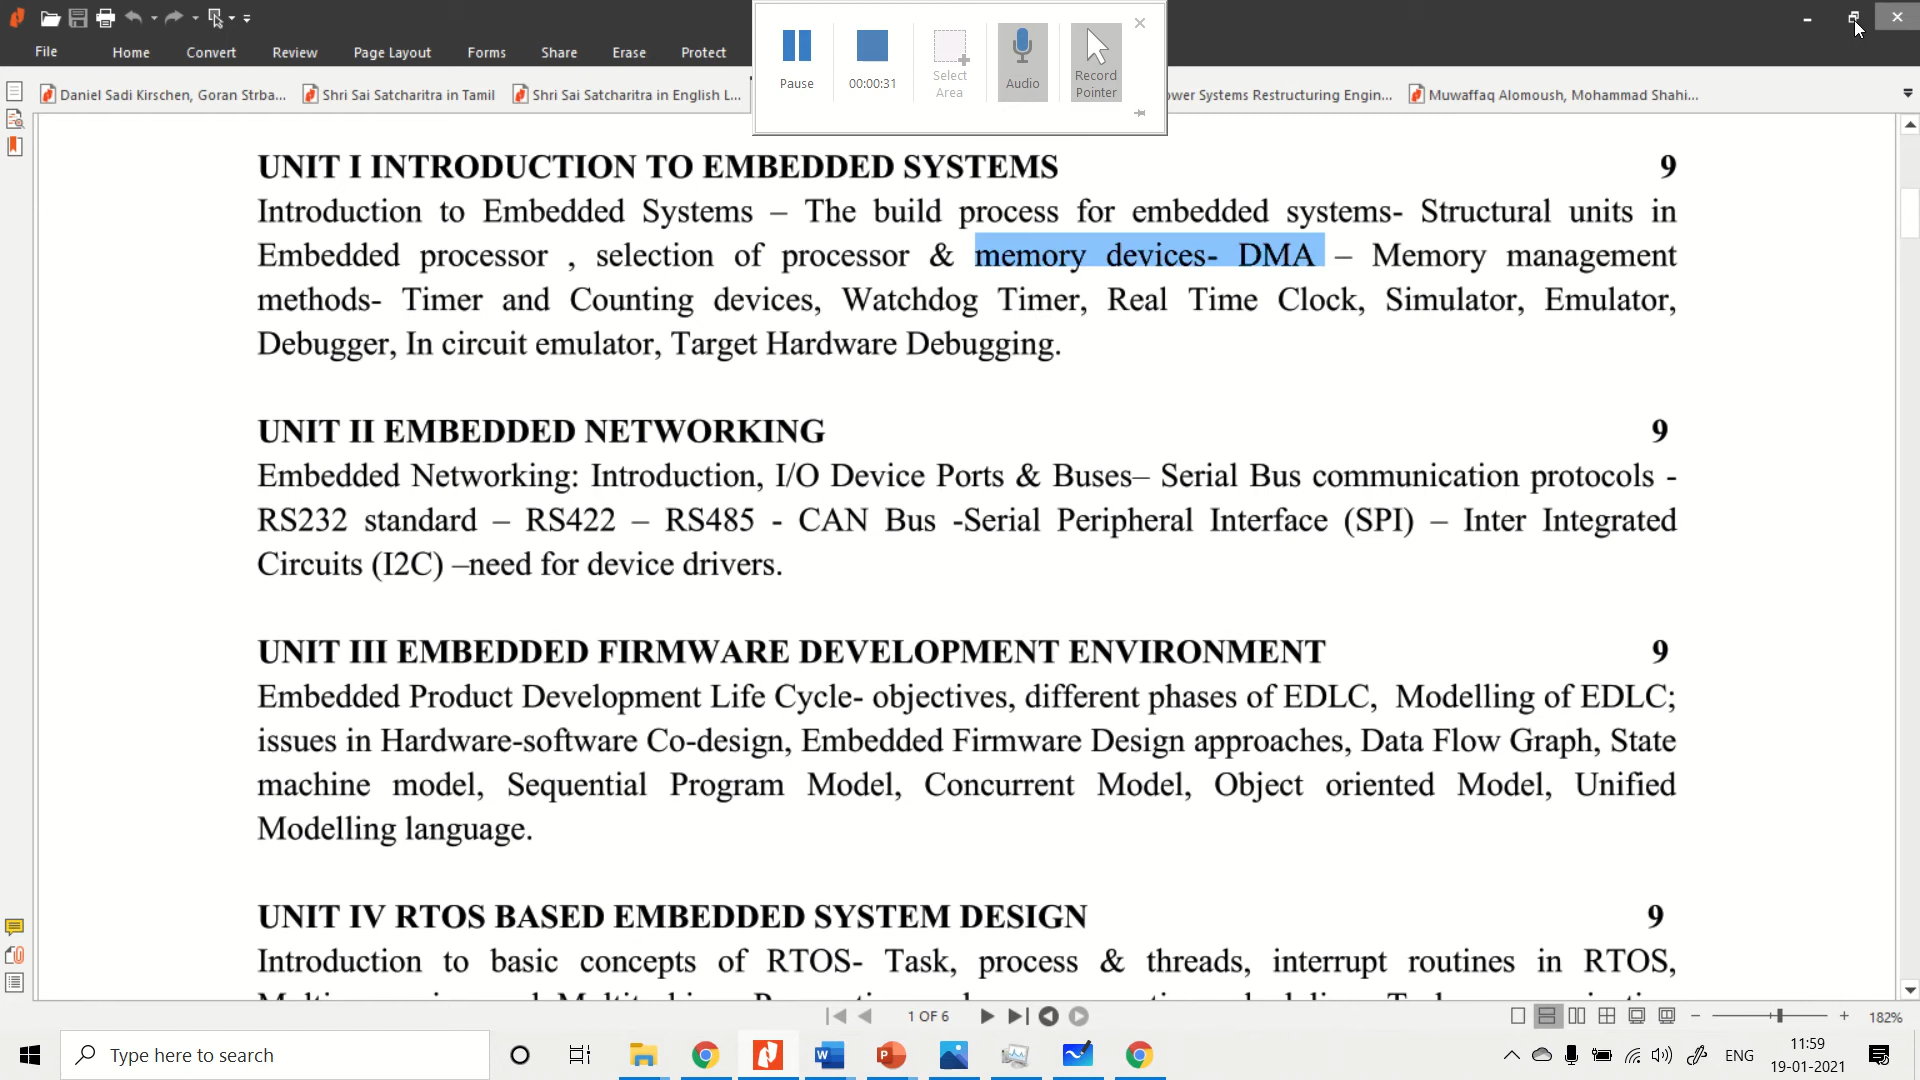 File Home Convert Review Page Layout Forms Share Erase Protect
Pause 00:00:31 Select Area Audio Record Pointer
Daniel Sadi Kirschen, Goran Strba... Shri Sai Satcharitra in Tamil Shri Sai Satcharitra in English L... ower Systems Restructuring Engin... Muwaffaq Alomoush, Mohammad Shahi...
UNIT I INTRODUCTION TO EMBEDDED SYSTEMS 9
Introduction to Embedded Systems – The build process for embedded systems- Structural units in
Embedded processor , selection of processor & memory devices- DMA – Memory management
methods- Timer and Counting devices, Watchdog Timer, Real Time Clock, Simulator, Emulator,
Debugger, In circuit emulator, Target Hardware Debugging.
UNIT II EMBEDDED NETWORKING 9
Embedded Networking: Introduction, I/O Device Ports & Buses– Serial Bus communication protocols -
RS232 standard – RS422 – RS485 - CAN Bus -Serial Peripheral Interface (SPI) – Inter Integrated
Circuits (I2C) –need for device drivers.
UNIT III EMBEDDED FIRMWARE DEVELOPMENT ENVIRONMENT 9
Embedded Product Development Life Cycle- objectives, different phases of EDLC, Modelling of EDLC;
issues in Hardware-software Co-design, Embedded Firmware Design approaches, Data Flow Graph, State
machine model, Sequential Program Model, Concurrent Model, Object oriented Model, Unified
Modelling language.
UNIT IV RTOS BASED EMBEDDED SYSTEM DESIGN 9
Introduction to basic concepts of RTOS- Task, process & threads, interrupt routines in RTOS,
1 OF 6 182%
Type here to search ENG 11:59
19-01-2021